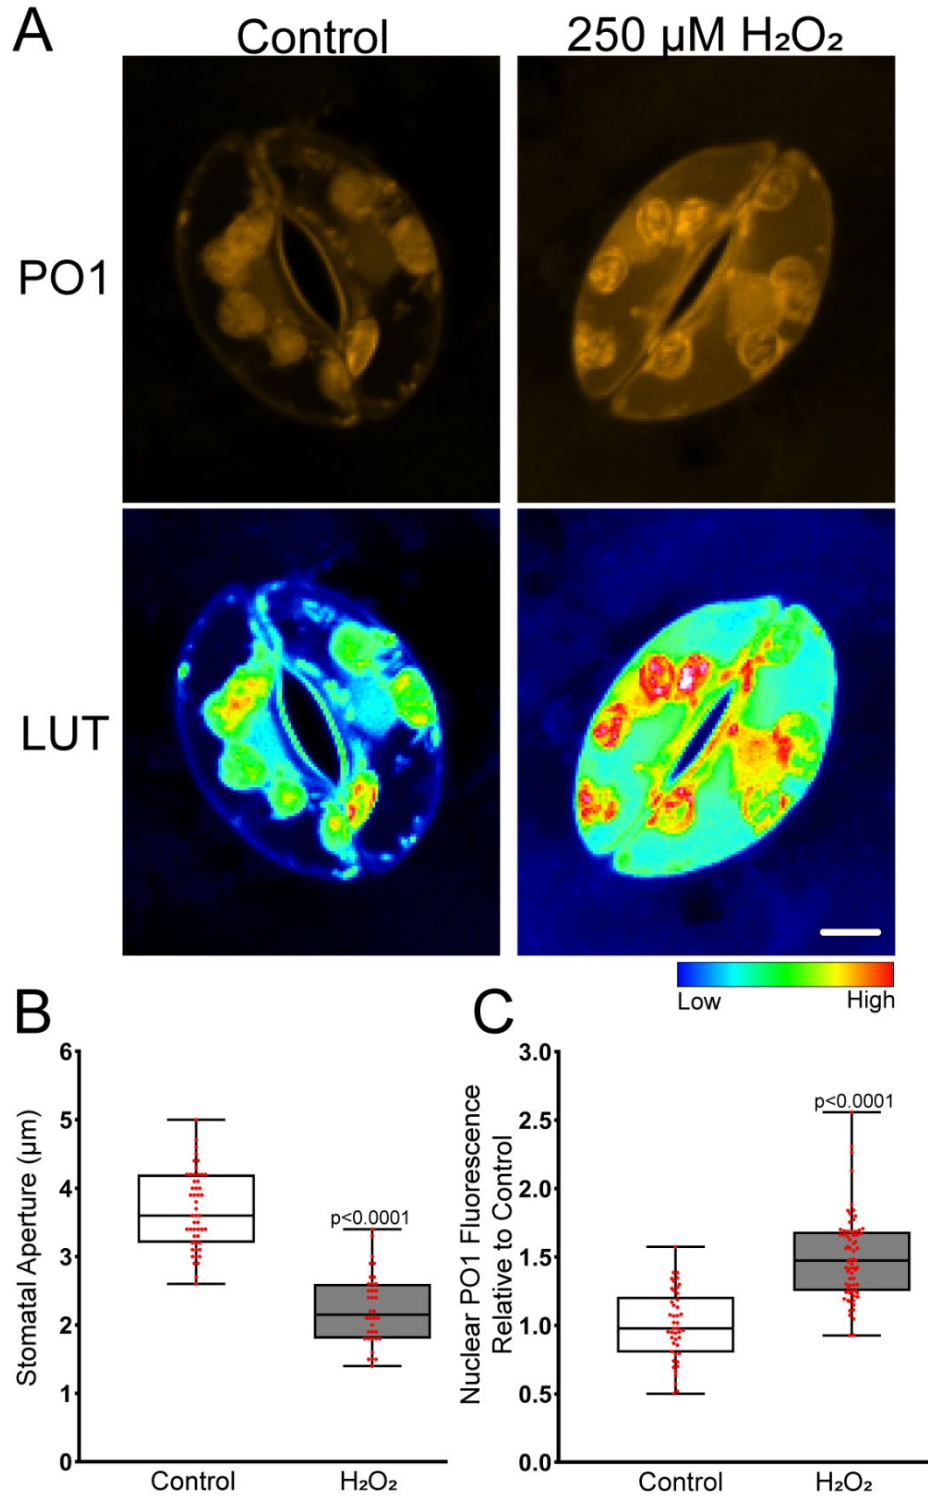 A
Control
250 µM H₂O₂
PO1
LUT
Low
High
B
Stomatal Aperture (µm)
6
5
4
3
2
1
0
p<0.0001
Control
H₂O₂
C
Nuclear PO1 Fluorescence
Relative to Control
3.0
2.5
2.0
1.5
1.0
0.5
0.0
p<0.0001
Control
H₂O₂